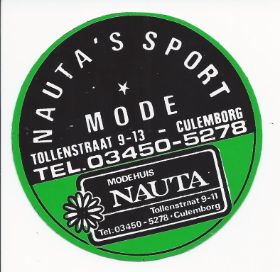 NAUTA'S SPORT
MODE
TOLLENSTRAAT 9-13 - CULEMBORG
TEL.03450-5278
MODEHUIS
NAUTA
Tollenstraat 9-11
Tel: 03450 - 5278 · Culemborg